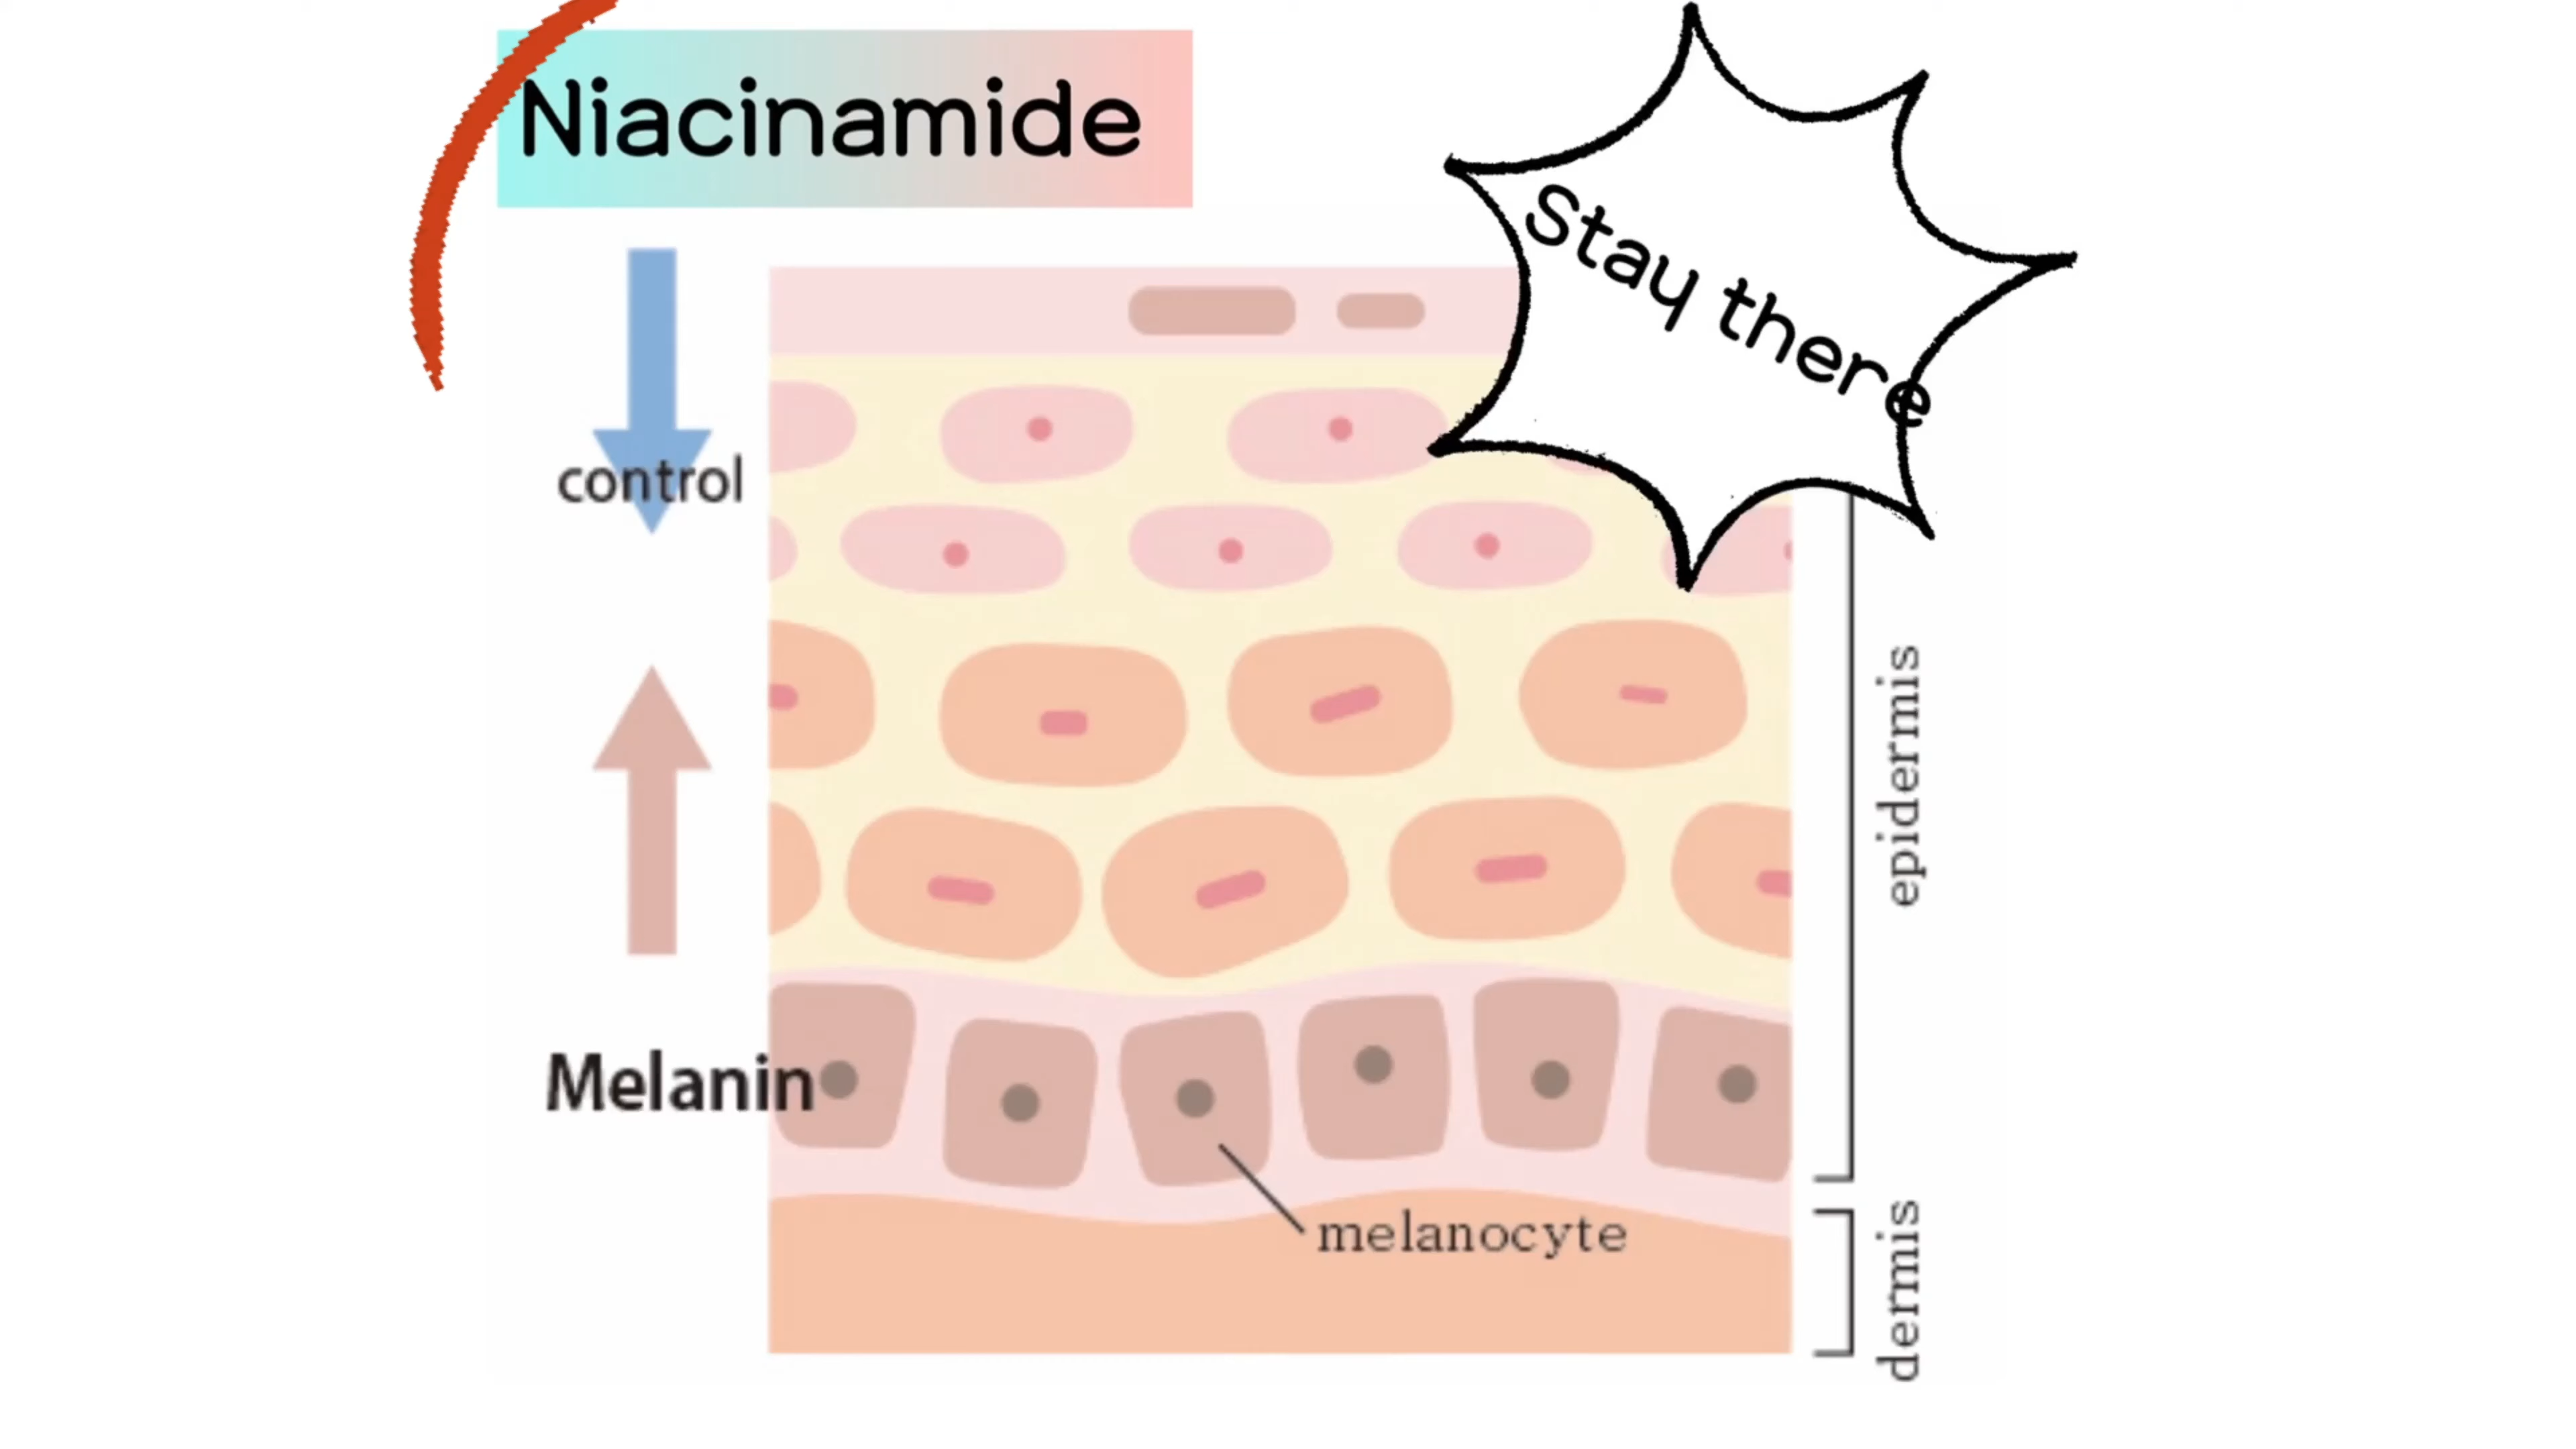 Niacinamide
Stay there
control
epidermis
Melanin
melanocyte
dermis